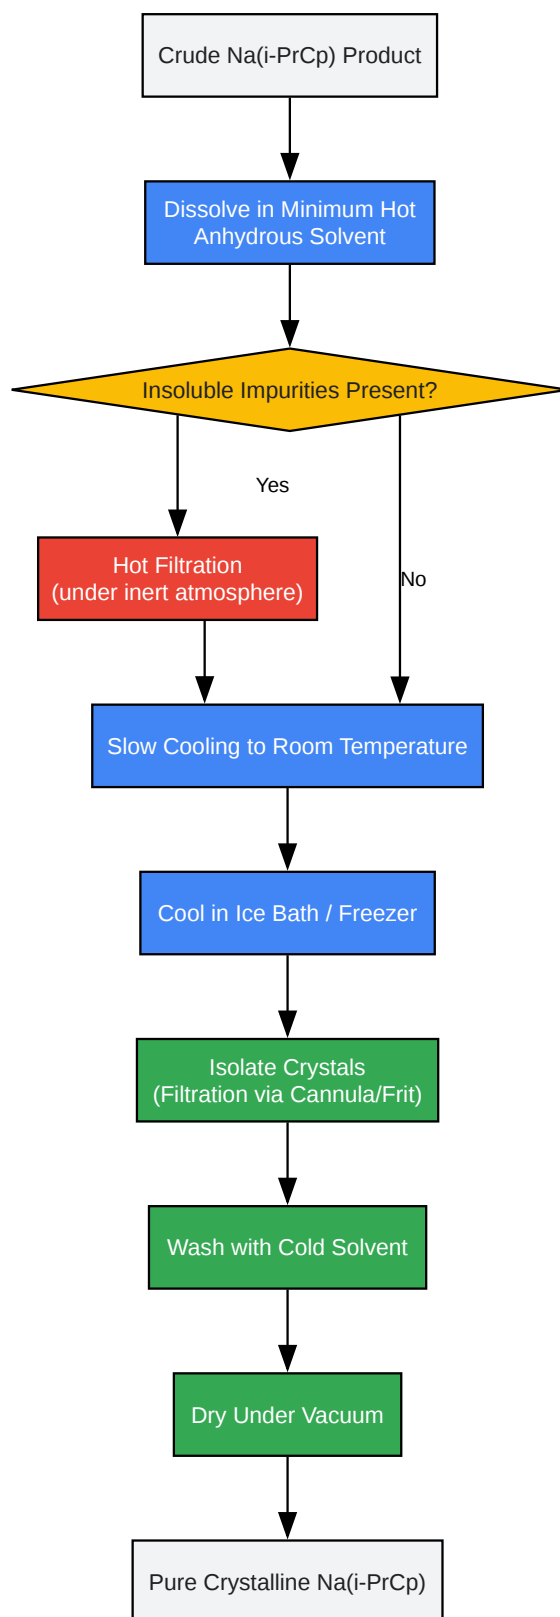 Crude Na(i-PrCp) Product
Dissolve in Minimum Hot
Anhydrous Solvent
Insoluble Impurities Present?
Yes
Hot Filtration
(under inert atmosphere)
No
Slow Cooling to Room Temperature
Cool in Ice Bath / Freezer
Isolate Crystals
(Filtration via Cannula/Frit)
Wash with Cold Solvent
Dry Under Vacuum
Pure Crystalline Na(i-PrCp)